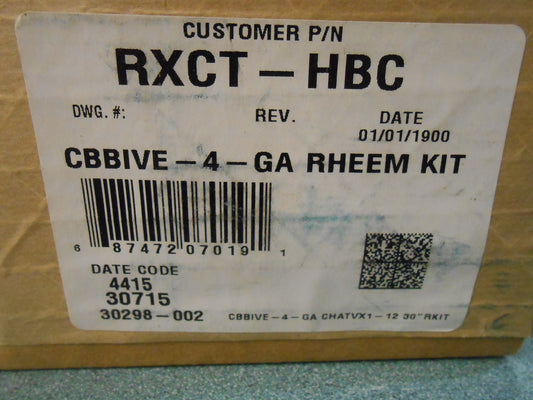 CUSTOMER P/N
RXCT-HBC
DWG. #: REV. DATE
01/01/1900
CBBIVE-4-GA RHEEM KIT
6 87472 07019 1
DATE CODE
4415
30715
30298-002 CBBIVE-4-GA CHATVX1-12 30"RKIT